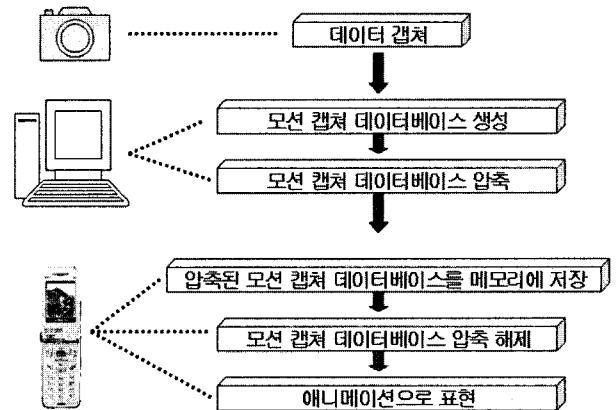 데이터 갭쳐
모션 캡쳐 데이터베이스 생성
모션 캡쳐 데이터베이스 압축
압축된 모션 캡쳐 데이터베이스를 메모리에 저장
모션 캡쳐 데이터베이스 압축 해제
애니메이션으로 표현